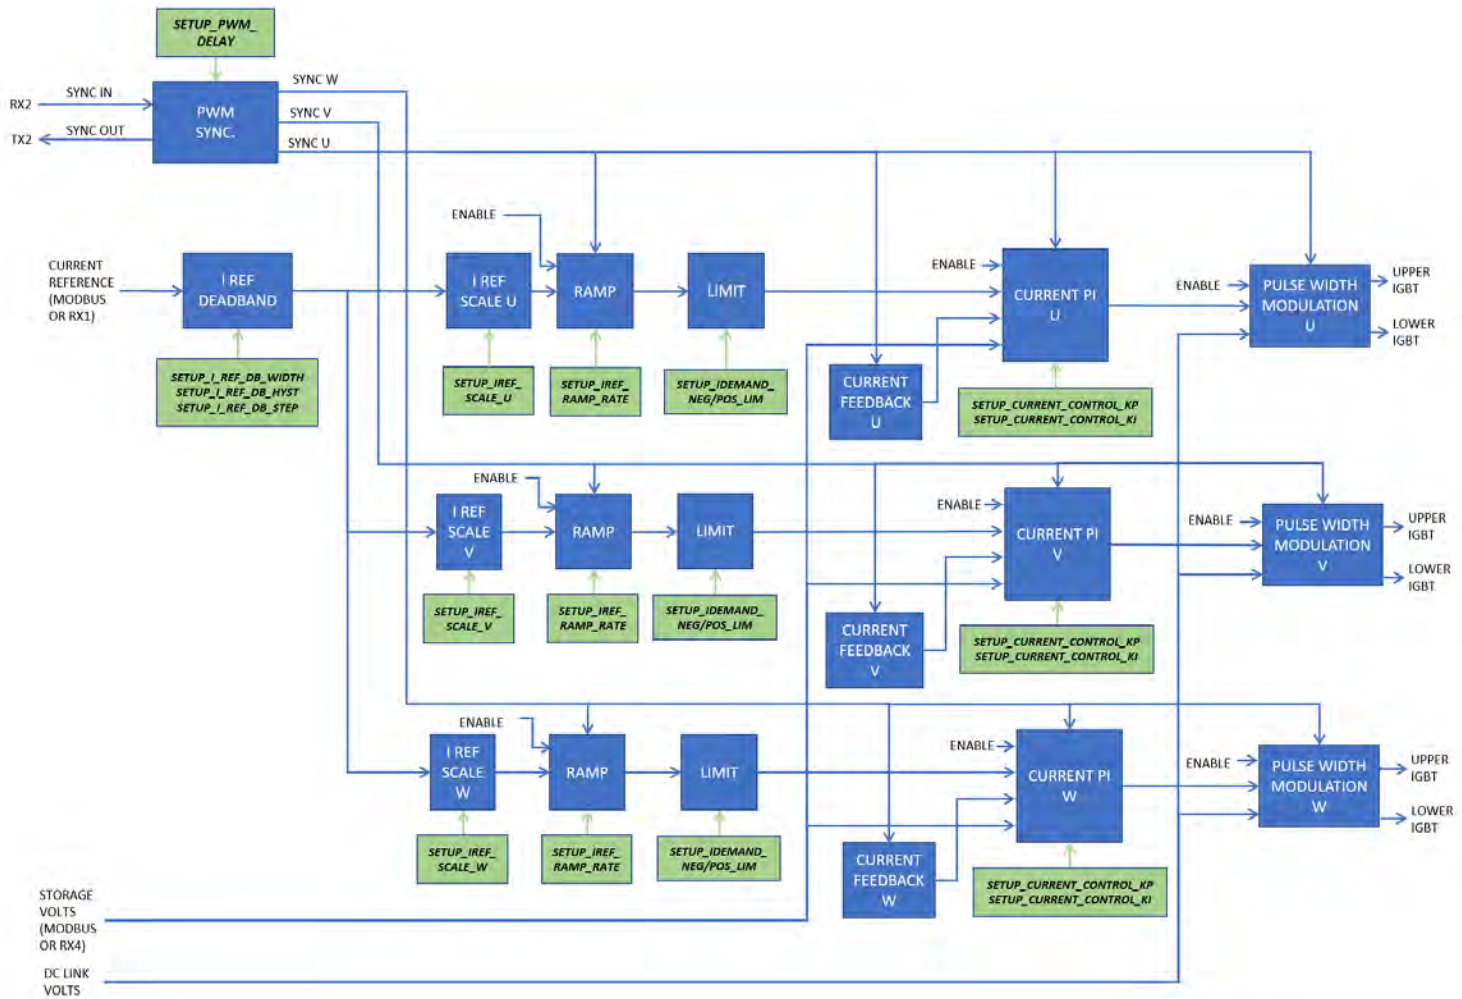 SETUP_PWM_
DELAY
RX2
SYNC IN
TX2
SYNC OUT
PWM
SYNC.
SYNC W
SYNC V
SYNC U
CURRENT
REFERENCE
(MODBUS
OR RX1)
I REF
DEADBAND
SETUP_I_REF_DB_WIDTH
SETUP_I_REF_DB_HYST
SETUP_I_REF_DB_STEP
ENABLE
I REF
SCALE U
RAMP
LIMIT
SETUP_IREF_
SCALE_U
SETUP_IREF_
RAMP_RATE
SETUP_IDEMAND_
NEG/POS_LIM
ENABLE
CURRENT PI
U
CURRENT
FEEDBACK
U
SETUP_CURRENT_CONTROL_KP
SETUP_CURRENT_CONTROL_KI
ENABLE
PULSE WIDTH
MODULATION
U
UPPER
IGBT
LOWER
IGBT
ENABLE
I REF
SCALE
V
RAMP
LIMIT
SETUP_IREF_
SCALE_V
SETUP_IREF_
RAMP_RATE
SETUP_IDEMAND_
NEG/POS_LIM
ENABLE
CURRENT PI
V
CURRENT
FEEDBACK
V
SETUP_CURRENT_CONTROL_KP
SETUP_CURRENT_CONTROL_KI
ENABLE
PULSE WIDTH
MODULATION
V
UPPER
IGBT
LOWER
IGBT
ENABLE
I REF
SCALE
W
RAMP
LIMIT
SETUP_IREF_
SCALE_W
SETUP_IREF_
RAMP_RATE
SETUP_IDEMAND_
NEG/POS_LIM
ENABLE
CURRENT PI
W
CURRENT
FEEDBACK
W
SETUP_CURRENT_CONTROL_KP
SETUP_CURRENT_CONTROL_KI
ENABLE
PULSE WIDTH
MODULATION
W
UPPER
IGBT
LOWER
IGBT
STORAGE
VOLTS
(MODBUS
OR RX4)
DC LINK
VOLTS